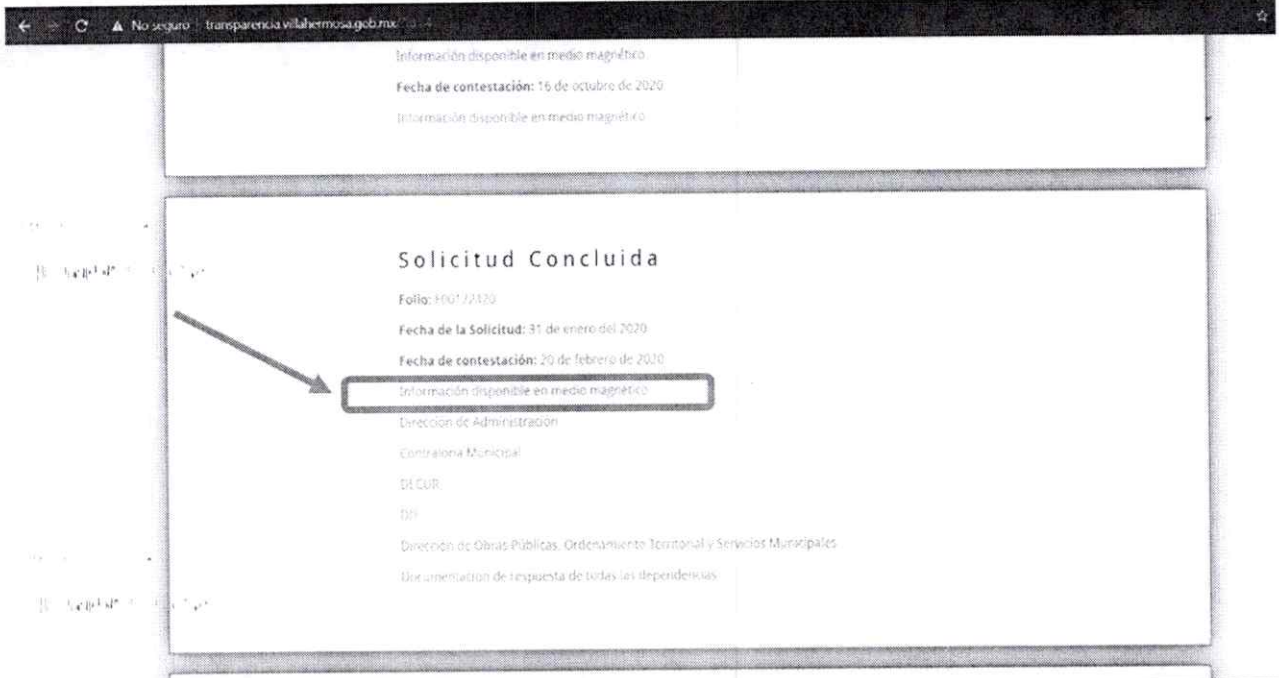 No seguro transparencia.villahermosa.gob.mx
Información disponible en medio magnético
Fecha de contestación: 16 de octubre de 2020
Información disponible en medio magnético
Solicitud Concluida
Folio:
Fecha de la Solicitud: 31 de enero del 2020
Fecha de contestación: 20 de febrero de 2020
Información disponible en medio magnético
Dirección de Administración
Contraloría Municipal
DECUR
Dirección de Obras Públicas, Ordenamiento Territorial y Servicios Municipales
Documentación de respuesta de todas las dependencias